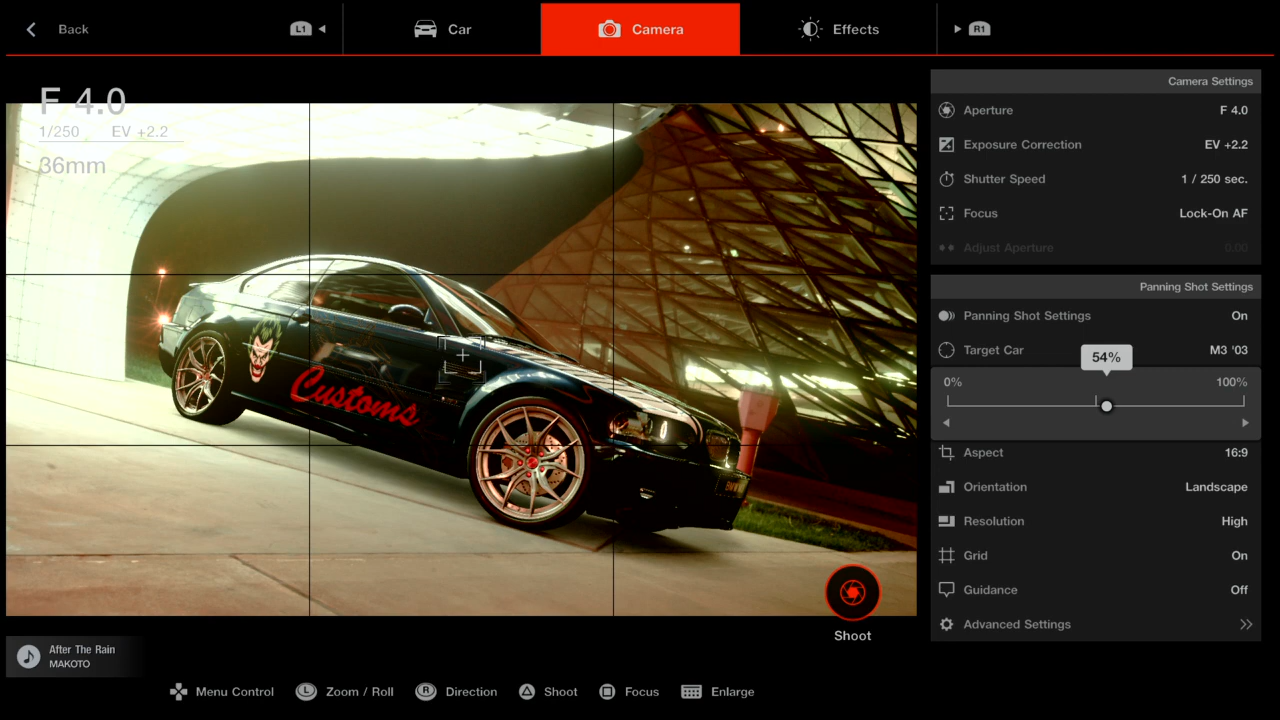 Back
L1
Car
Camera
Effects
R1
F 4.0
1/250 EV +2.2
36mm
Customs
BMW
Shoot
Camera Settings
Aperture F 4.0
Exposure Correction EV +2.2
Shutter Speed 1 / 250 sec.
Focus Lock-On AF
Adjust Aperture 0.00
Panning Shot Settings
Panning Shot Settings On
Target Car M3 '03
54%
0% 100%
Aspect 16:9
Orientation Landscape
Resolution High
Grid On
Guidance Off
Advanced Settings
After The Rain
MAKOTO
L R
Menu Control Zoom / Roll Direction Shoot Focus Enlarge